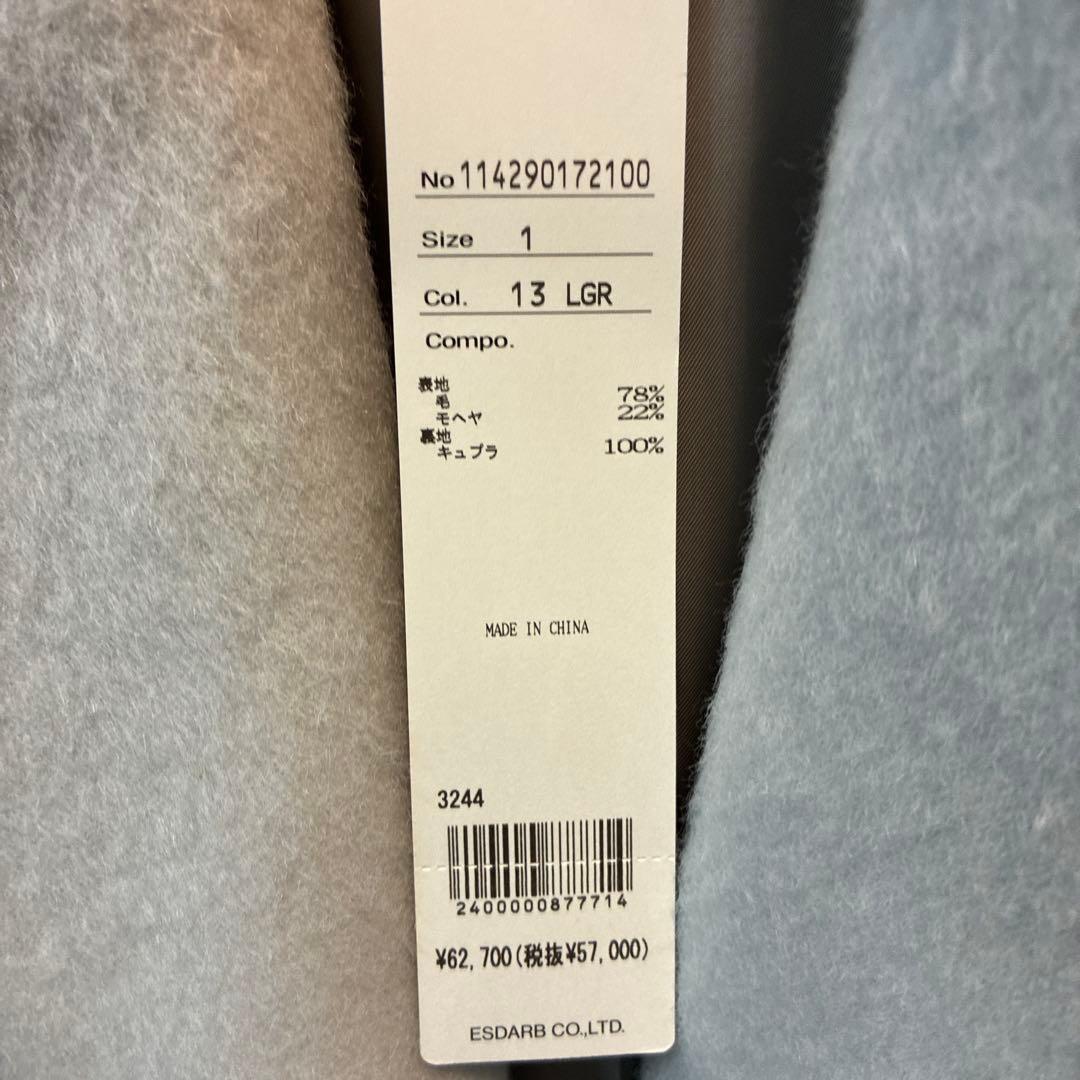 No 114290172100
Size 1
Col. 13 LGR
Compo.
表地
毛 78%
モヘヤ 22%
裏地
キュプラ 100%
MADE IN CHINA
3244
2400000877714
¥62,700(税抜¥57,000)
ESDARB CO.,LTD.